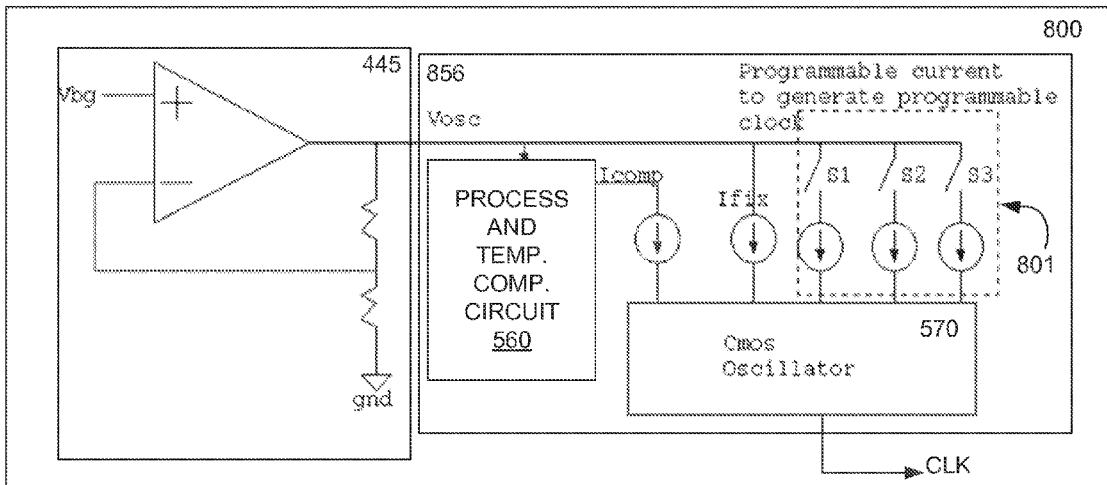 800
445
856
Programmable current
to generate programmable
clock
Vbg
+
−
Vosc
Icomp
Ifix
S1
S2
S3
PROCESS
AND
TEMP.
COMP.
CIRCUIT
560
801
570
Cmos
Oscillator
gnd
CLK